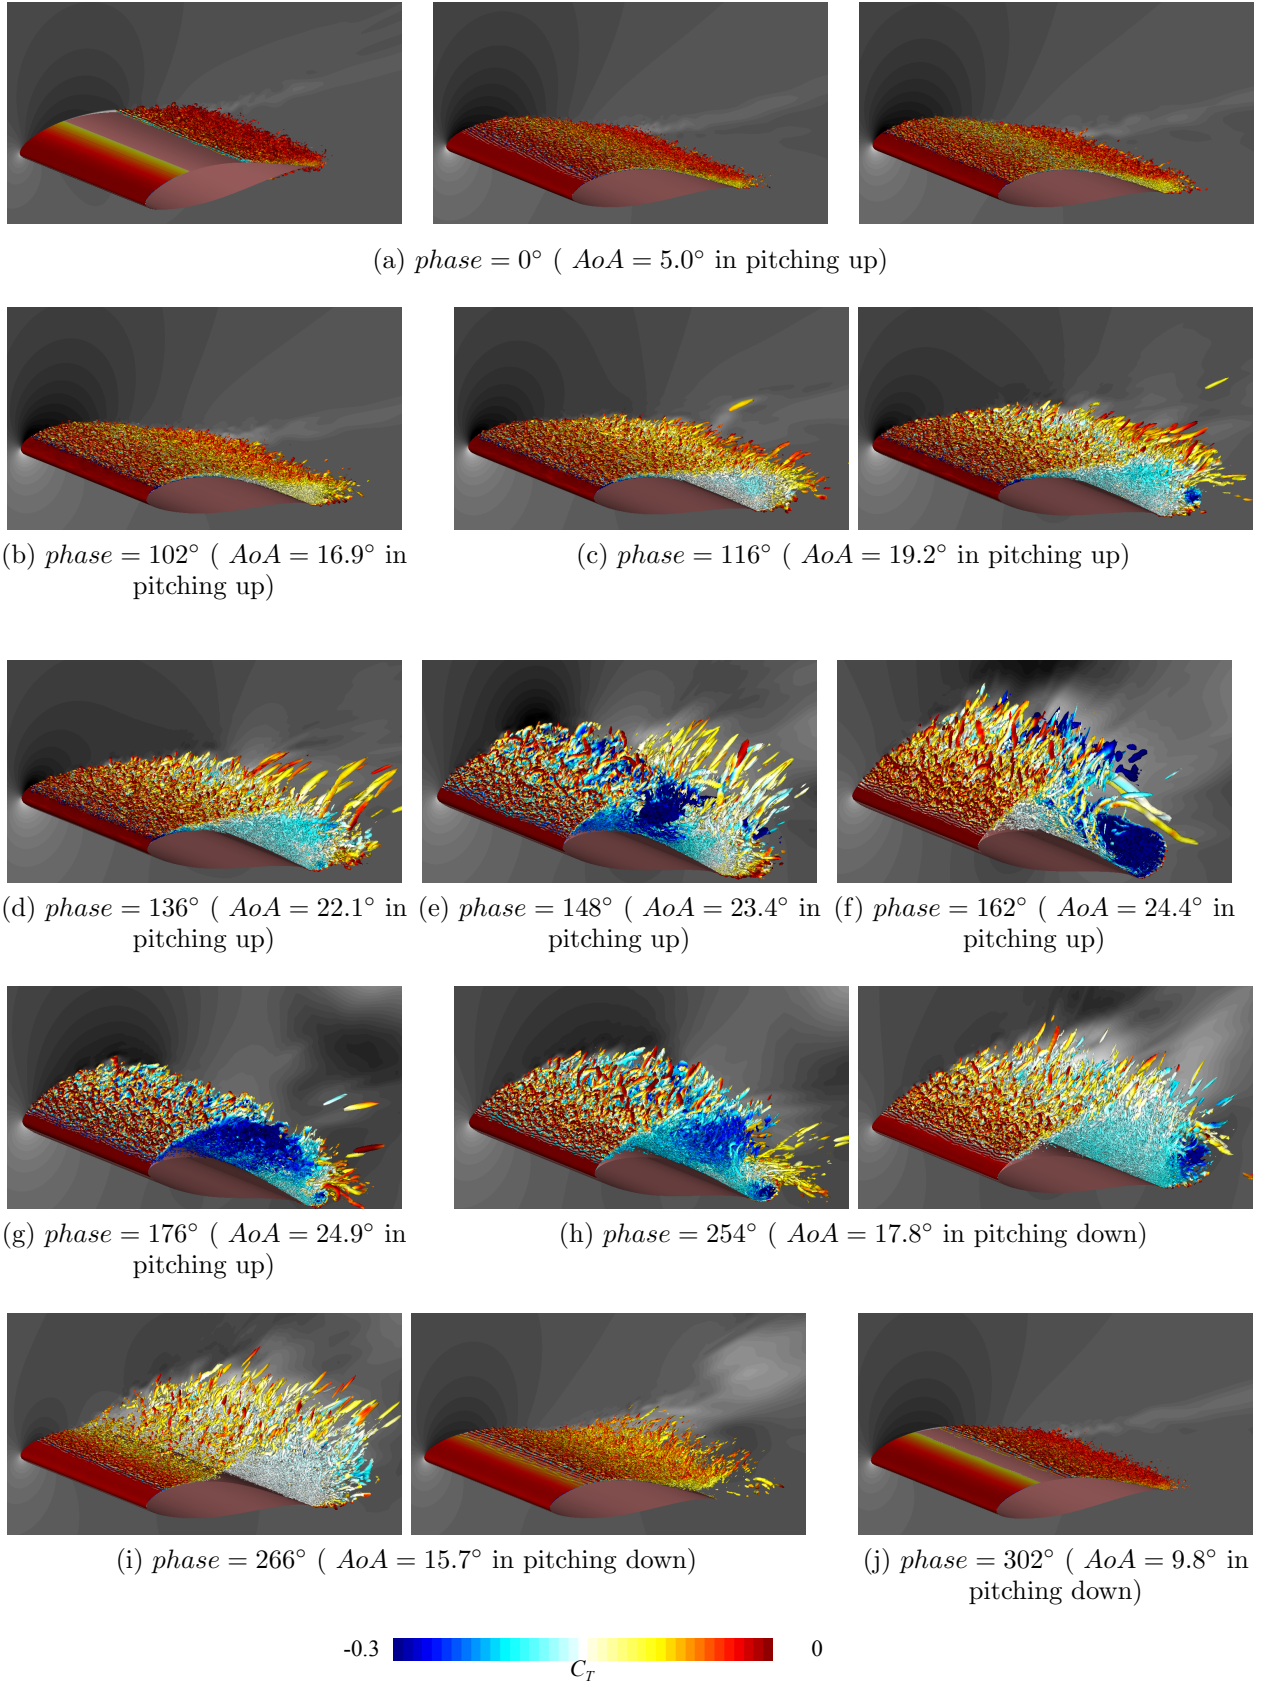 (a) phase = 0° ( AoA = 5.0° in pitching up)
(b) phase = 102° ( AoA = 16.9° in
pitching up)
(c) phase = 116° ( AoA = 19.2° in pitching up)
(d) phase = 136° ( AoA = 22.1° in
pitching up)
(e) phase = 148° ( AoA = 23.4° in
pitching up)
(f) phase = 162° ( AoA = 24.4° in
pitching up)
(g) phase = 176° ( AoA = 24.9° in
pitching up)
(h) phase = 254° ( AoA = 17.8° in pitching down)
(i) phase = 266° ( AoA = 15.7° in pitching down)
(j) phase = 302° ( AoA = 9.8° in
pitching down)
-0.3 0
C_T